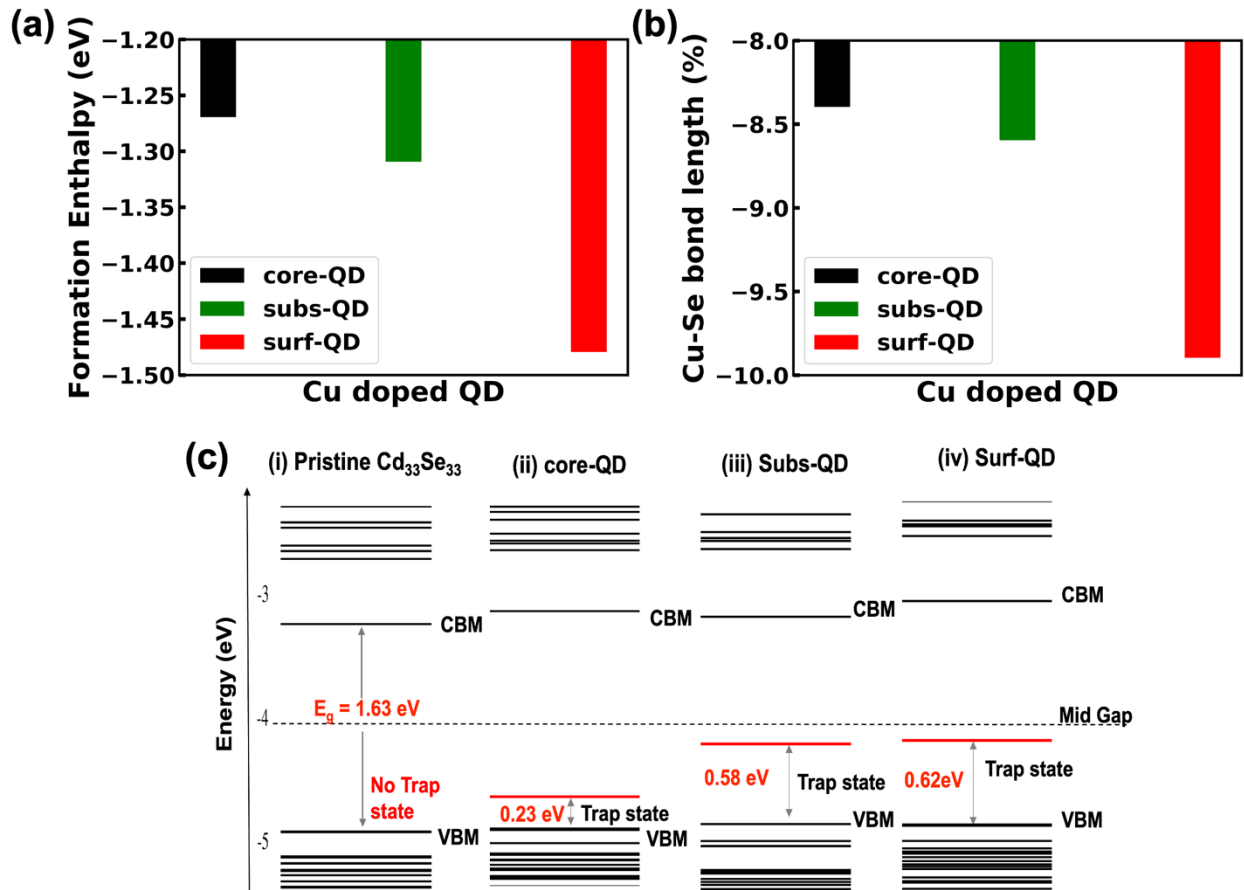 (a)
Formation Enthalpy (eV)
−1.20
−1.25
−1.30
−1.35
−1.40
−1.45
−1.50
core-QD
subs-QD
surf-QD
Cu doped QD
(b)
Cu-Se bond length (%)
−8.0
−8.5
−9.0
−9.5
−10.0
core-QD
subs-QD
surf-QD
Cu doped QD
(c)
(i) Pristine Cd₃₃Se₃₃
(ii) core-QD
(iii) Subs-QD
(iv) Surf-QD
Energy (eV)
-3
-4
-5
CBM
CBM
CBM
CBM
E_g = 1.63 eV
Mid Gap
No Trap
state
0.23 eV
Trap state
0.58 eV
Trap state
0.62eV
Trap state
VBM
VBM
VBM
VBM